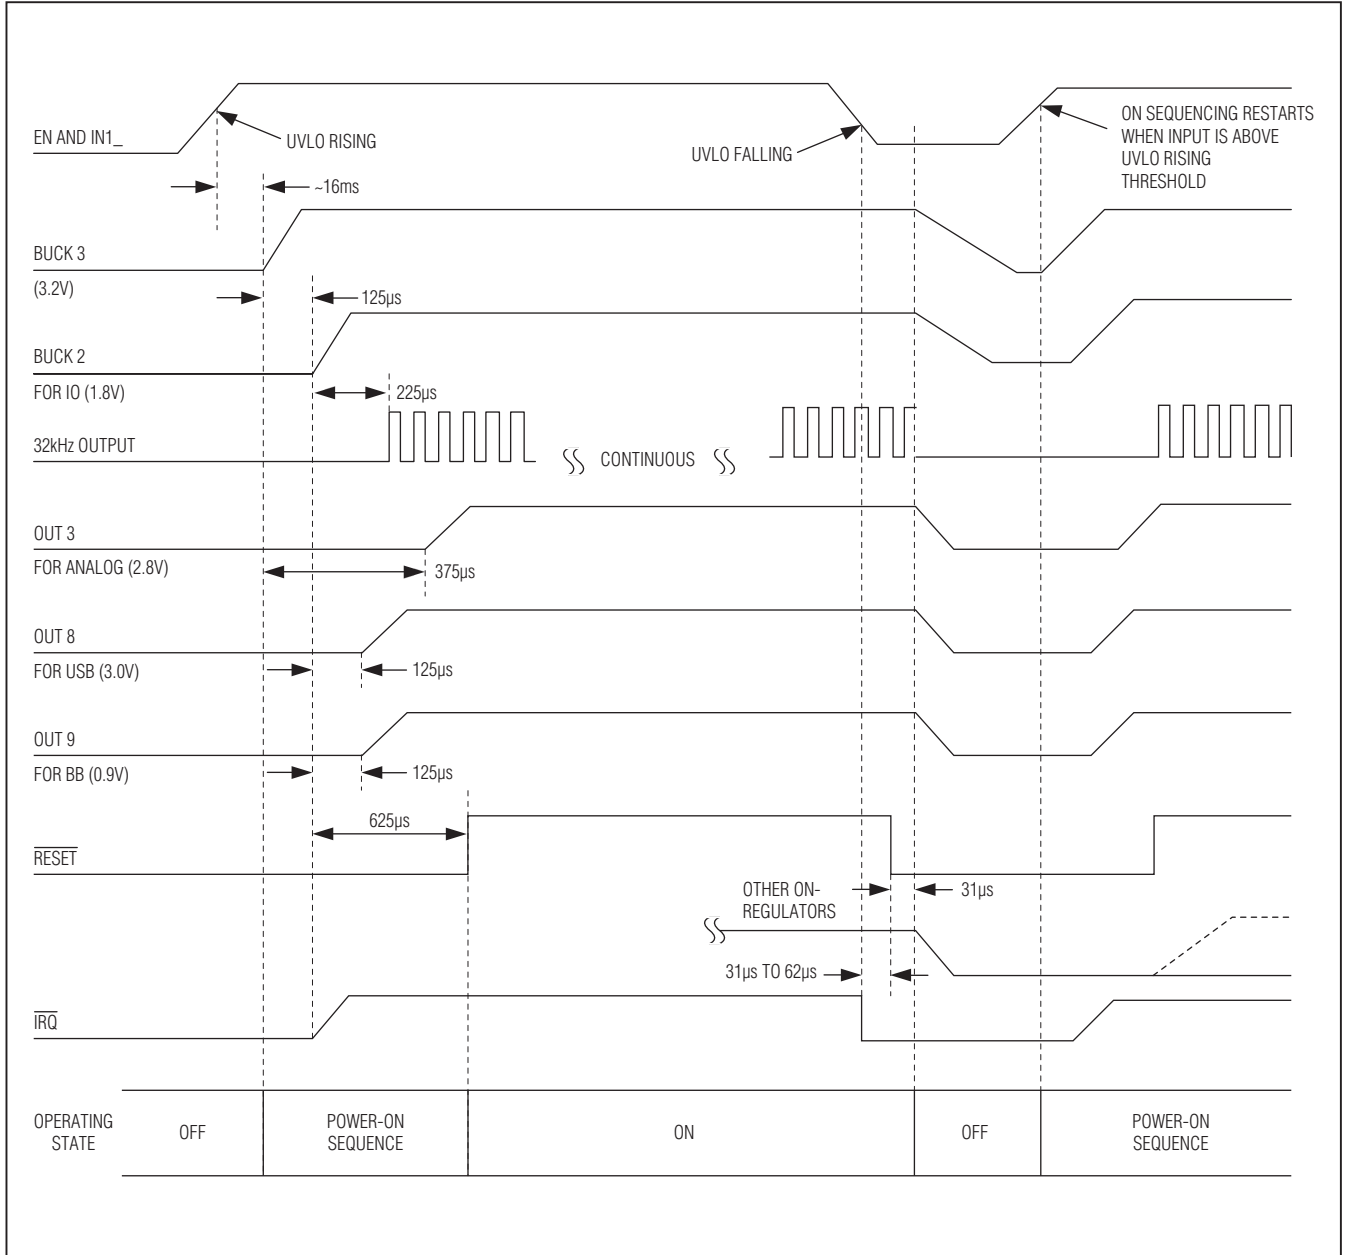 EN AND IN1_
UVLO RISING
UVLO FALLING
ON SEQUENCING RESTARTS
WHEN INPUT IS ABOVE
UVLO RISING
THRESHOLD
~16ms
BUCK 3
(3.2V)
125µs
BUCK 2
FOR IO (1.8V)
225µs
32kHz OUTPUT
CONTINUOUS
OUT 3
FOR ANALOG (2.8V)
375µs
OUT 8
FOR USB (3.0V)
125µs
OUT 9
FOR BB (0.9V)
125µs
625µs
RESET
OTHER ON-
REGULATORS
31µs
31µs TO 62µs
IRQ
OPERATING
STATE
OFF
POWER-ON
SEQUENCE
ON
OFF
POWER-ON
SEQUENCE